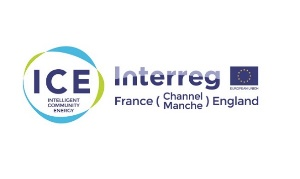 ICE
INTELLIGENT
COMMUNITY
ENERGY
Interreg
EUROPEAN UNION
France ( Channel
Manche ) England